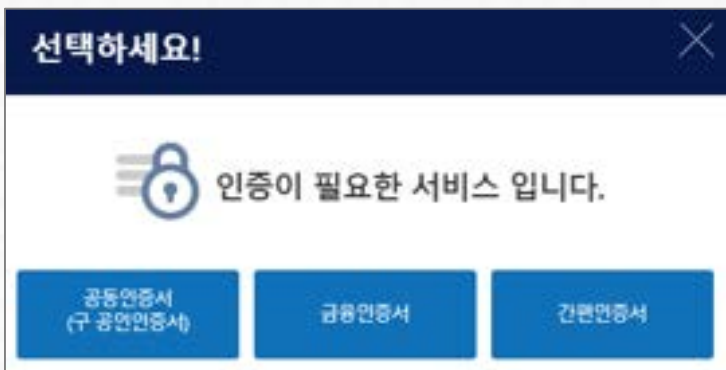 선택하세요!
인증이 필요한 서비스 입니다.
공동인증서
(구 공인인증서)
금융인증서
간편인증서